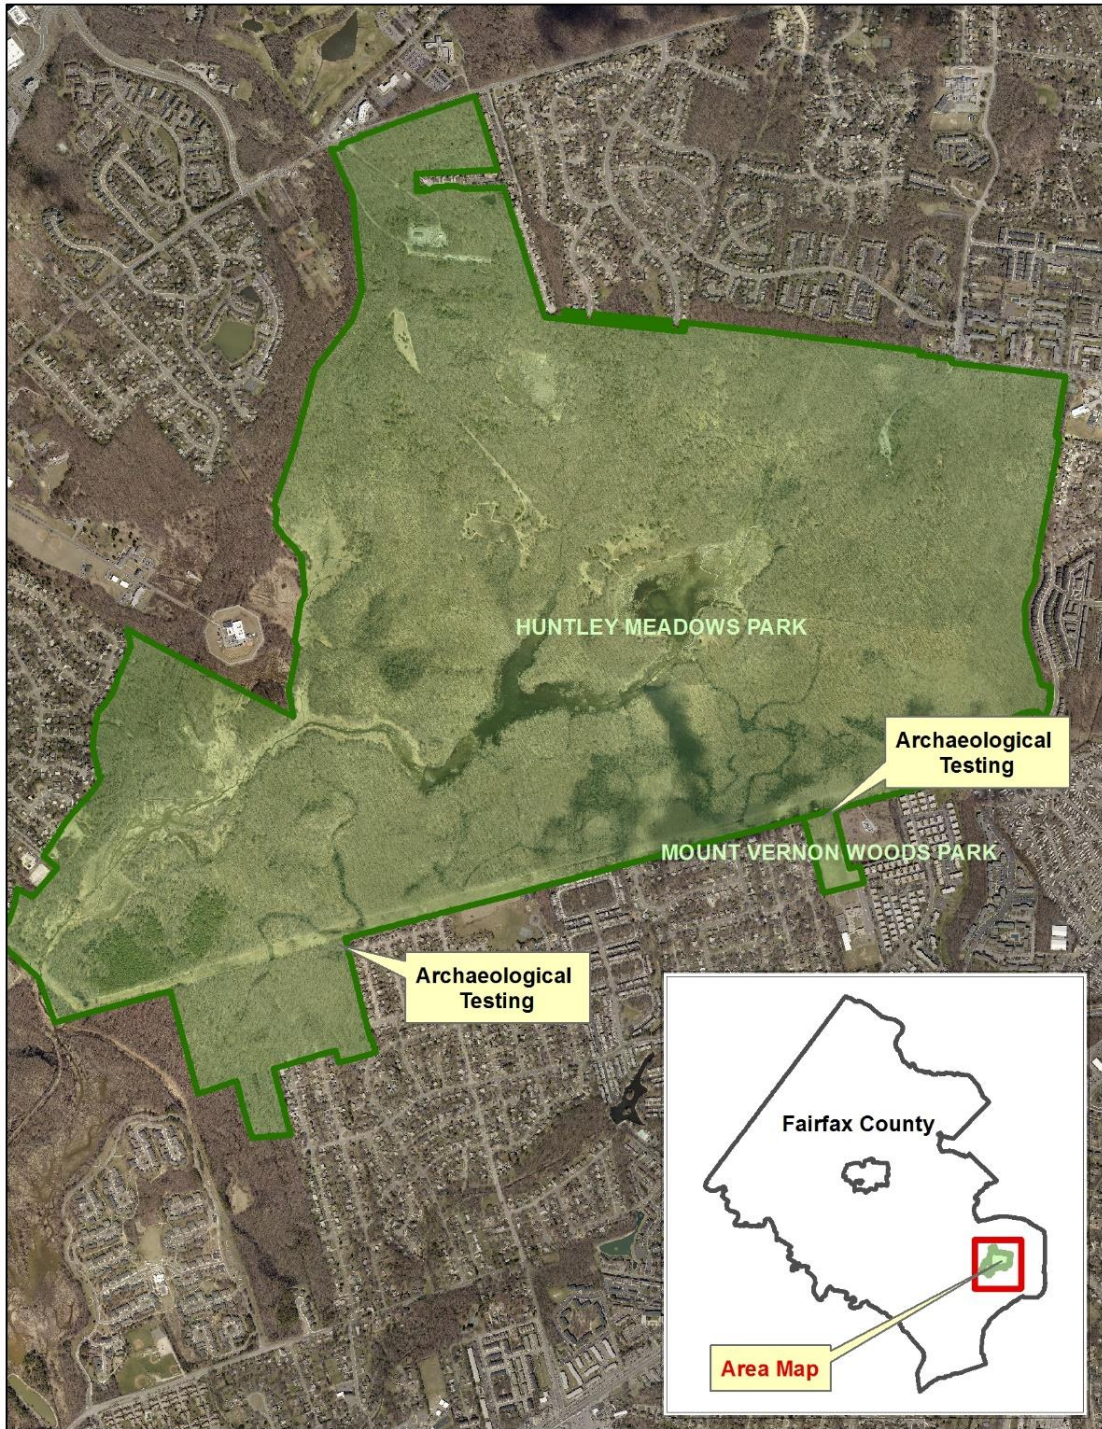 HUNTLEY MEADOWS PARK
Archaeological
Testing
MOUNT VERNON WOODS PARK
Archaeological
Testing
Fairfax County
Area Map